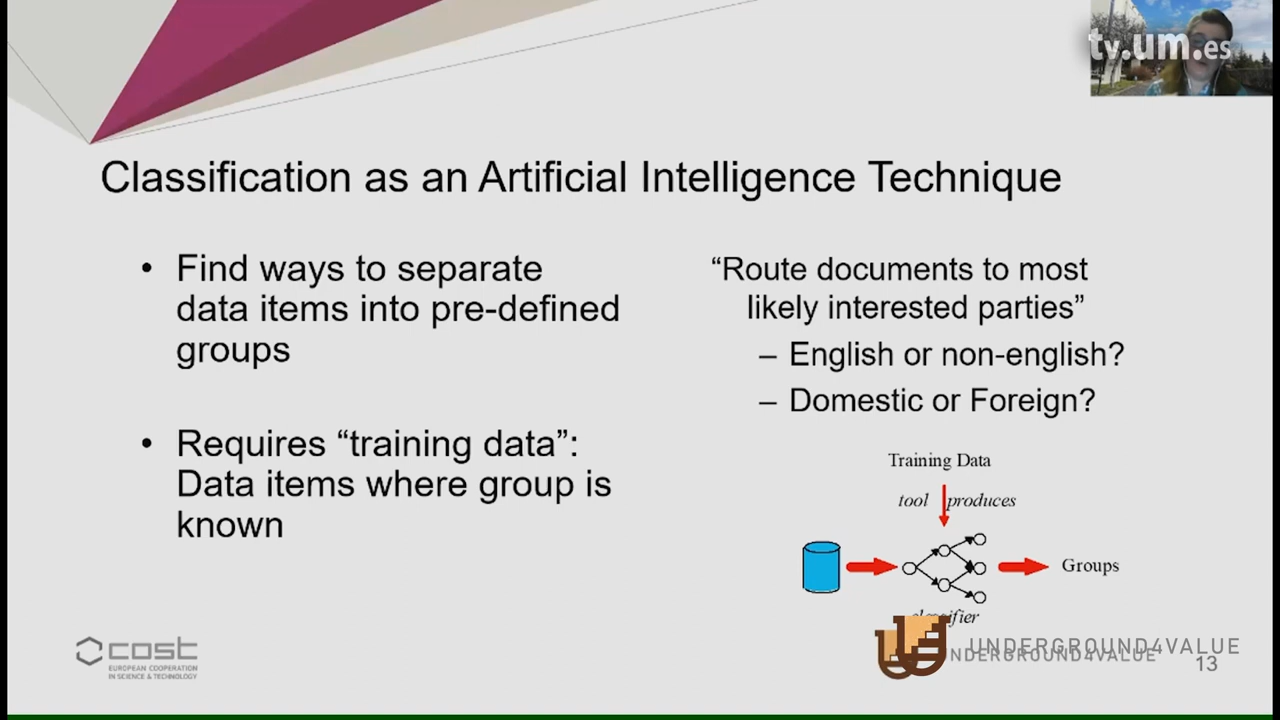 tv.um.es
Classification as an Artificial Intelligence Technique
• Find ways to separate
data items into pre-defined
groups
• Requires “training data”:
Data items where group is
known
“Route documents to most
likely interested parties”
– English or non-english?
– Domestic or Foreign?
Training Data
tool produces
Groups
classifier
cost
EUROPEAN COOPERATION
IN SCIENCE & TECHNOLOGY
UNDERGROUND4VALUE
UNDERGROUND4VALUE
13